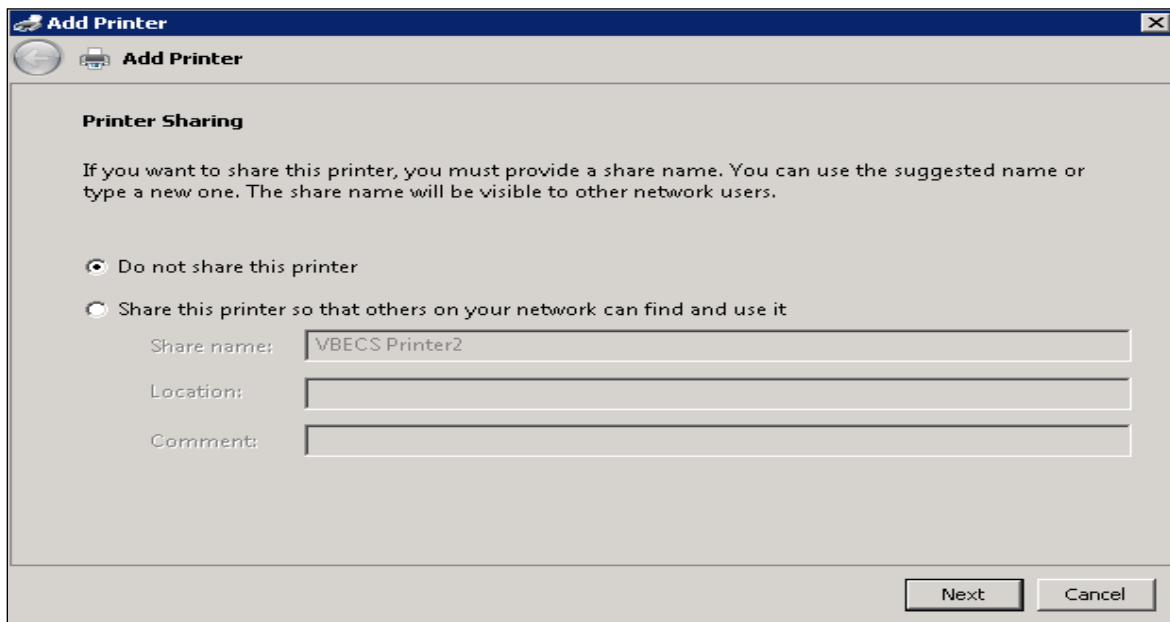 Add Printer
Add Printer
Printer Sharing
If you want to share this printer, you must provide a share name. You can use the suggested name or
type a new one. The share name will be visible to other network users.
Do not share this printer
Share this printer so that others on your network can find and use it
Share name: VBECS Printer2
Location:
Comment:
Next Cancel